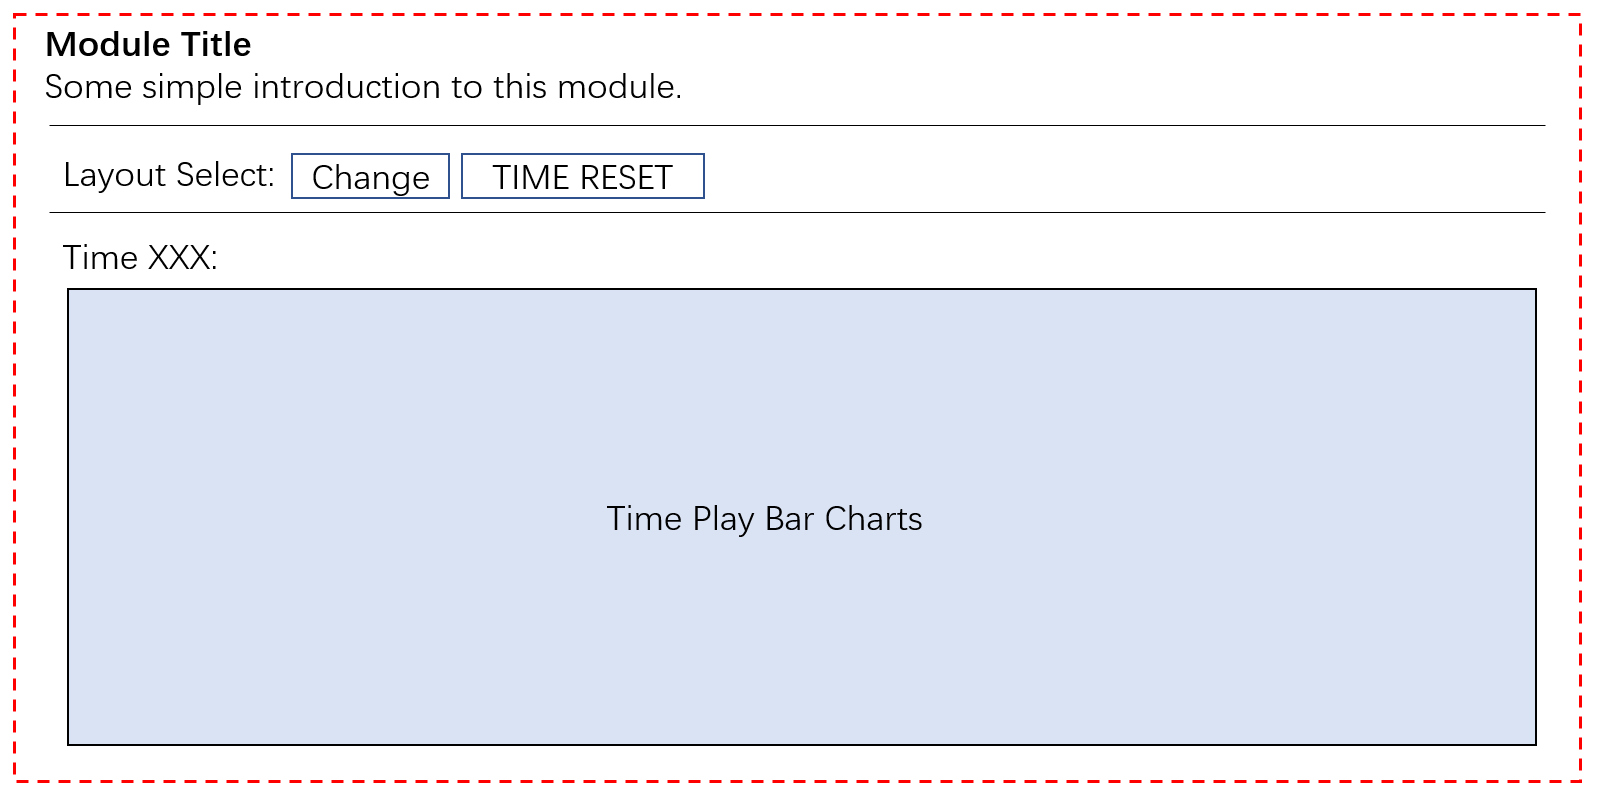 Module Title
Some simple introduction to this module.
Layout Select: Change TIME RESET
Time XXX:
Time Play Bar Charts